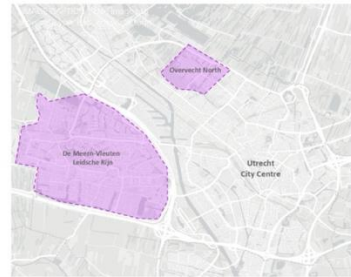 Overvecht North
De Meern-Vleuten
Leidsche Rijn
Utrecht
City Centre